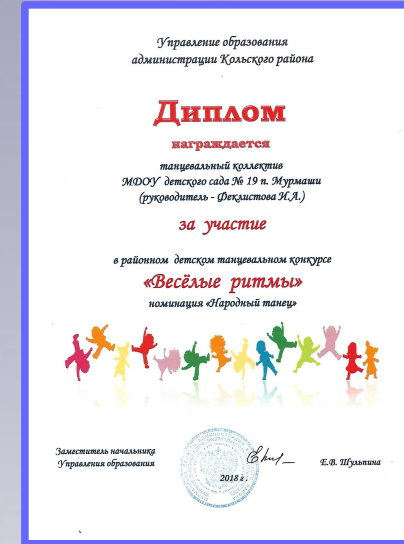 Управление образования
администрации Кольского района
Диплом
награждается
танцевальный коллектив
МДОУ детского сада № 19 п. Мурмаши
(руководитель - Феклистова И.А.)
за участие
в районном детском танцевальном конкурсе
«Весёлые ритмы»
номинация «Народный танец»
Заместитель начальника
Управления образования
Е.В. Шульпина
2018 г.